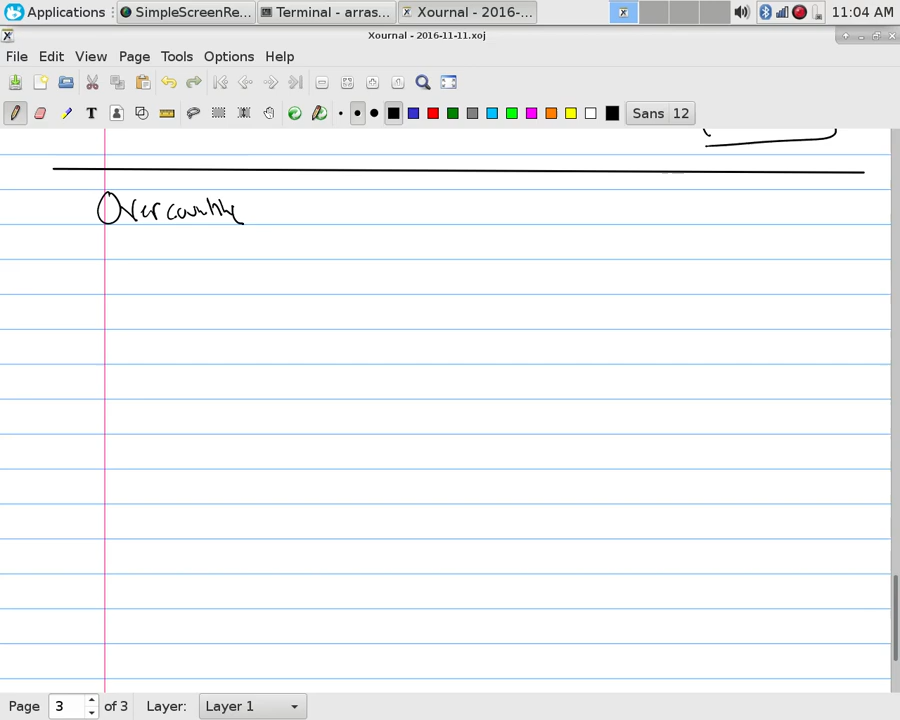 Applications SimpleScreenRe... Terminal - arras... Xournal - 2016-... 11:04 AM
Xournal - 2016-11-11.xoj
File Edit View Page Tools Options Help
Sans 12
Overcounting
Page 3 of 3 Layer: Layer 1